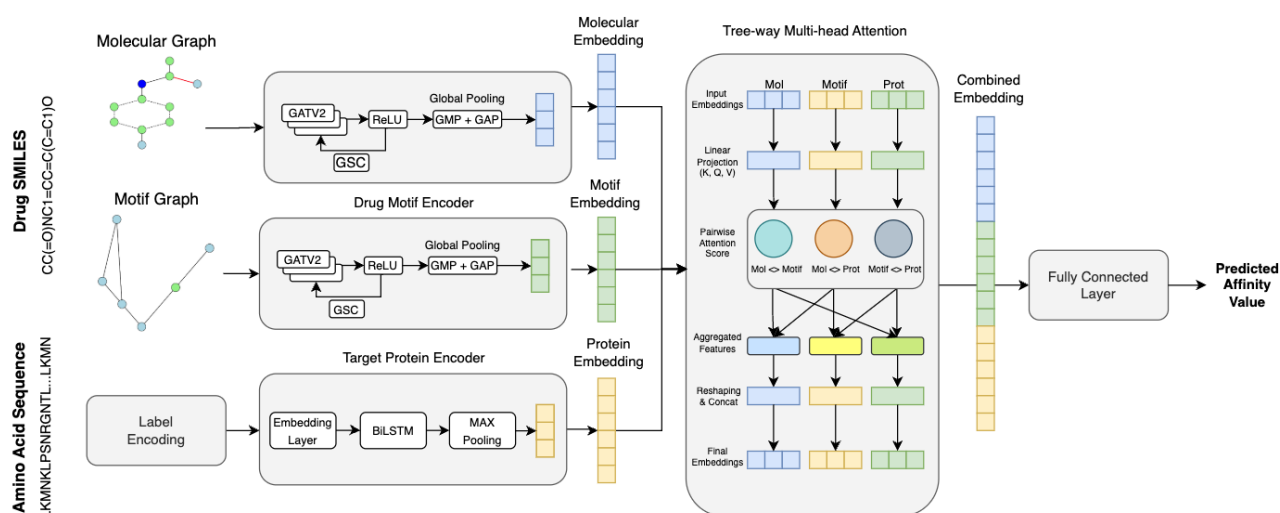 Drug SMILES
CC(=O)NC1=CC=C(C=C1)O
Amino Acid Sequence
LKMNKLPSNRGNTL...LKMN
Molecular Graph
GATV2
ReLU
GSC
Global Pooling
GMP + GAP
Molecular
Embedding
Motif Graph
Drug Motif Encoder
GATV2
ReLU
GSC
Global Pooling
GMP + GAP
Motif
Embedding
Label
Encoding
Target Protein Encoder
Embedding
Layer
BiLSTM
MAX
Pooling
Protein
Embedding
Tree-way Multi-head Attention
Mol
Motif
Prot
Input
Embeddings
Linear
Projection
(K, Q, V)
Pairwise
Attention
Score
Mol <> Motif
Mol <> Prot
Motif <> Prot
Aggregated
Features
Reshaping
& Concat
Final
Embeddings
Combined
Embedding
Fully Connected
Layer
Predicted
Affinity
Value